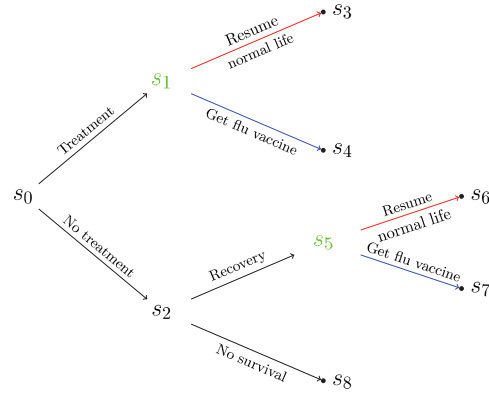 Resume
normal life
s3
s1
Get flu vaccine
s4
Treatment
s0
No treatment
s2
Recovery
s5
Resume
normal life
s6
Get flu vaccine
s7
No survival
s8